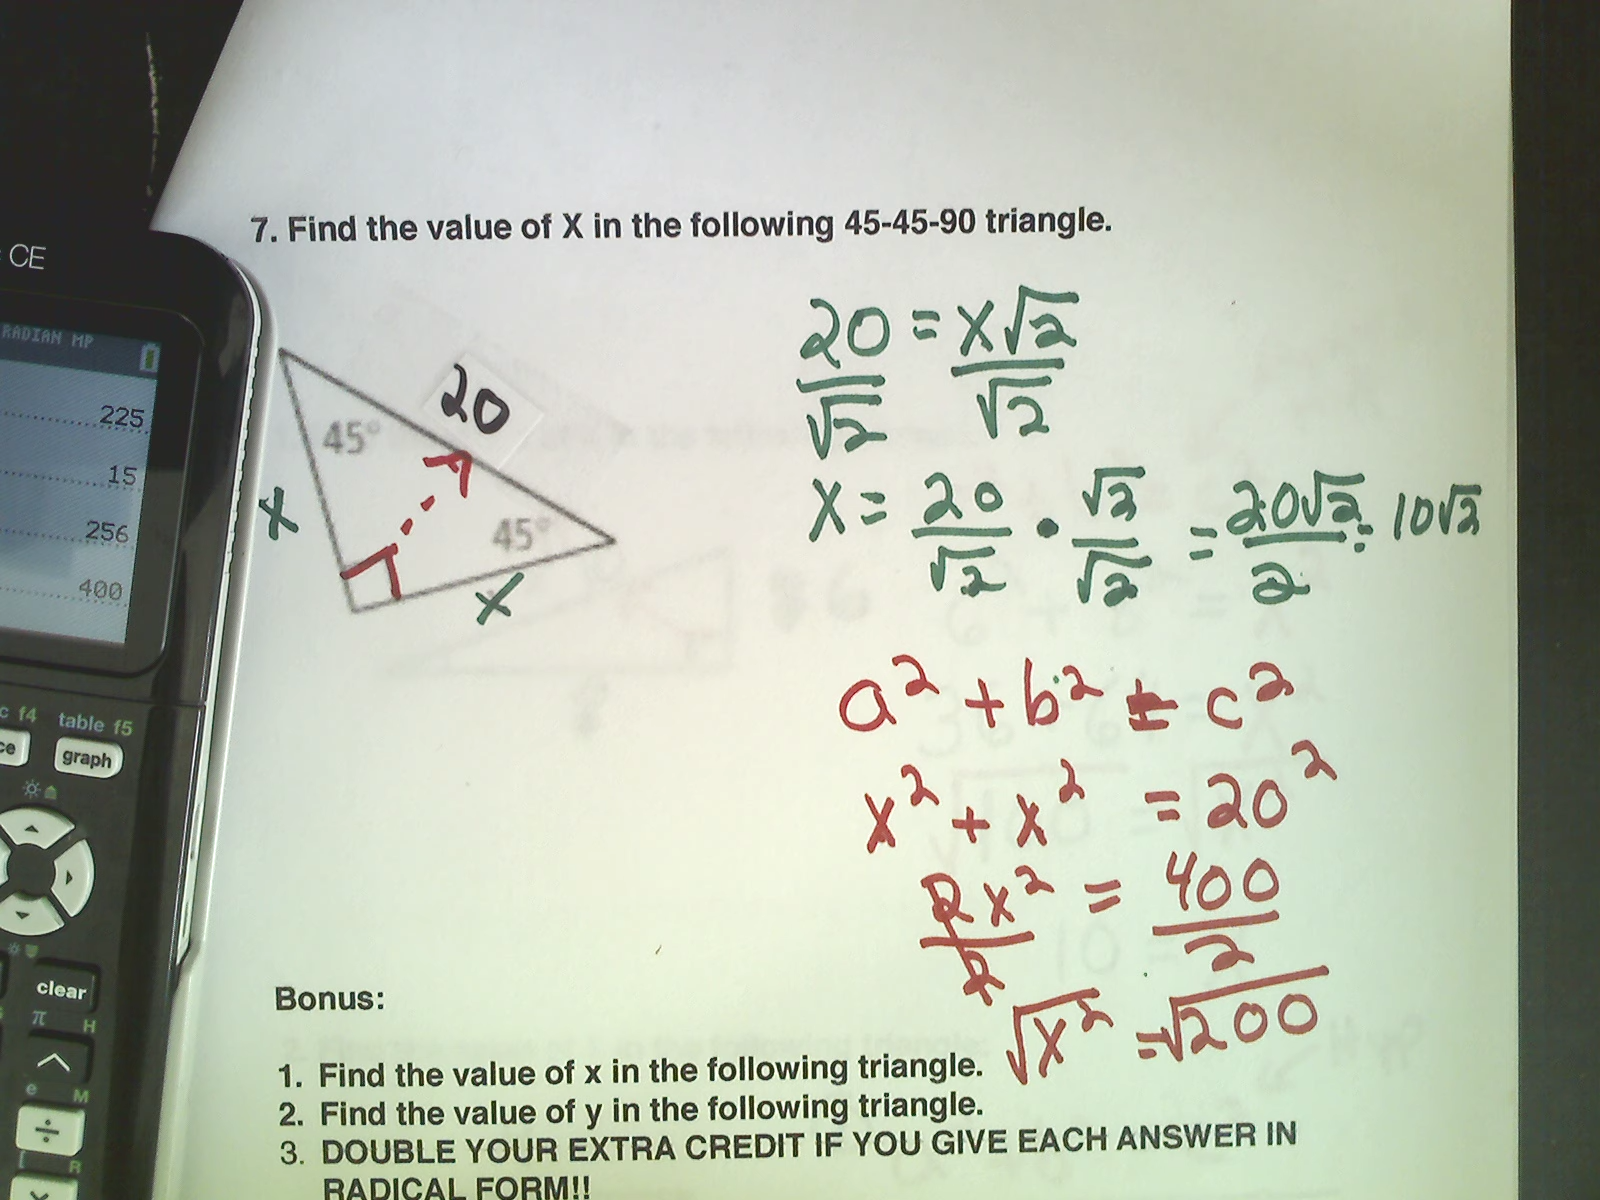 7. Find the value of X in the following 45-45-90 triangle.
CE
RADIAN MP
225
15
256
400
20
45°
45°
x
x
20 = x√2
√2 √2
x = 20/√2 • √2/√2 = 20√2/2 = 10√2
a² + b² = c²
x² + x² = 20²
2x² = 400
2 2
√x² = √200
f4 table f5
graph
clear
π H
e M
÷
R
Bonus:
1. Find the value of x in the following triangle.
2. Find the value of y in the following triangle.
3. DOUBLE YOUR EXTRA CREDIT IF YOU GIVE EACH ANSWER IN
RADICAL FORM!!